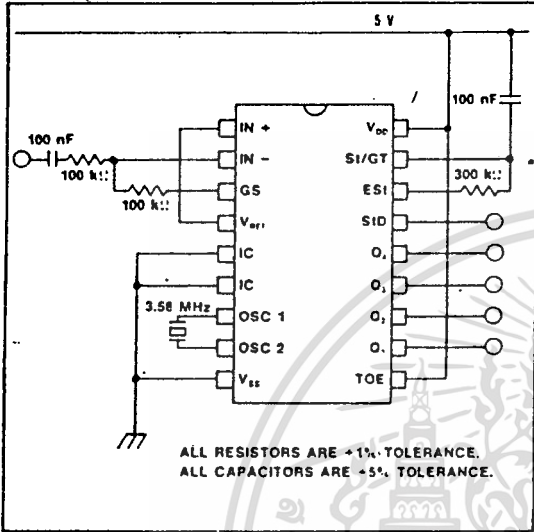 5 V
100 nF
100 kΩ
100 kΩ
3.58 MHz
IN +
IN -
GS
VREF
IC
IC
OSC 1
OSC 2
VSS
VDD
St/GT
ESt
StD
Q4
Q3
Q2
Q1
TOE
100 nF
300 kΩ
ALL RESISTORS ARE ±1% TOLERANCE.
ALL CAPACITORS ARE ±5% TOLERANCE.